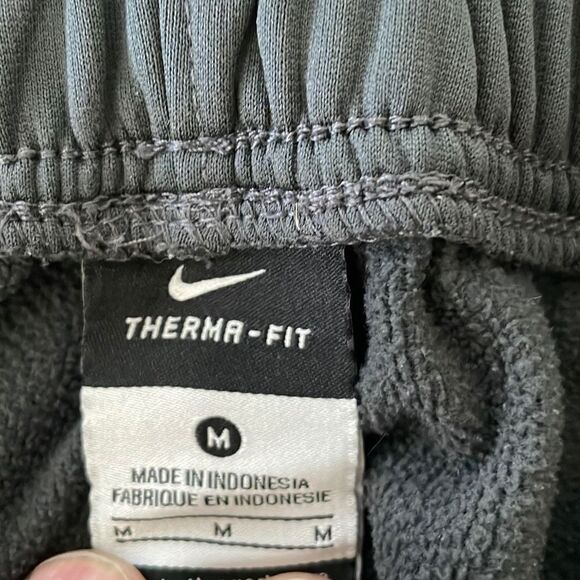 THERMA-FIT
M
MADE IN INDONESIA
FABRIQUE EN INDONESIE
M M M